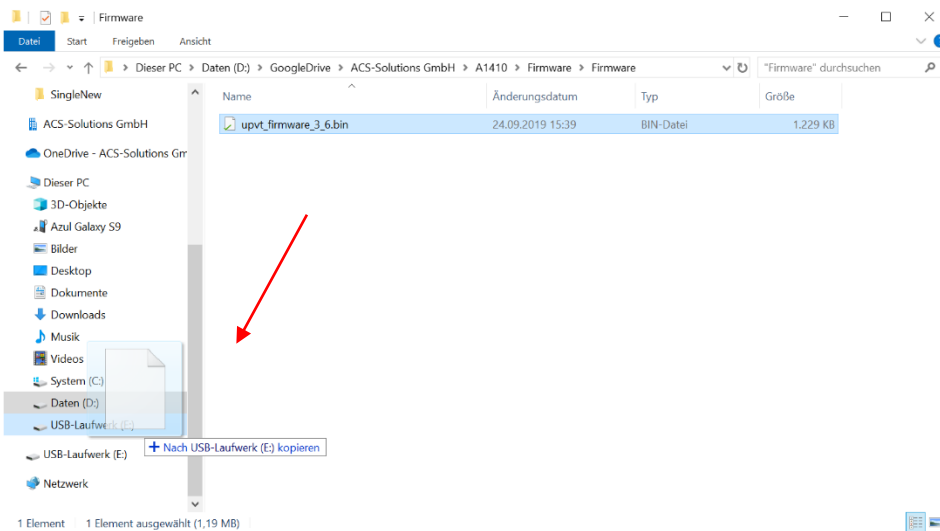 Firmware
Datei Start Freigeben Ansicht
Dieser PC > Daten (D:) > GoogleDrive > ACS-Solutions GmbH > A1410 > Firmware > Firmware
"Firmware" durchsuchen
SingleNew
Name Änderungsdatum Typ Größe
ACS-Solutions GmbH
upvt_firmware_3_6.bin 24.09.2019 15:39 BIN-Datei 1.229 KB
OneDrive - ACS-Solutions Gm
Dieser PC
3D-Objekte
Azul Galaxy S9
Bilder
Desktop
Dokumente
Downloads
Musik
Videos
System (C:)
Daten (D:)
USB-Laufwerk (E:)
+ Nach USB-Laufwerk (E:) kopieren
USB-Laufwerk (E:)
Netzwerk
1 Element 1 Element ausgewählt (1,19 MB)